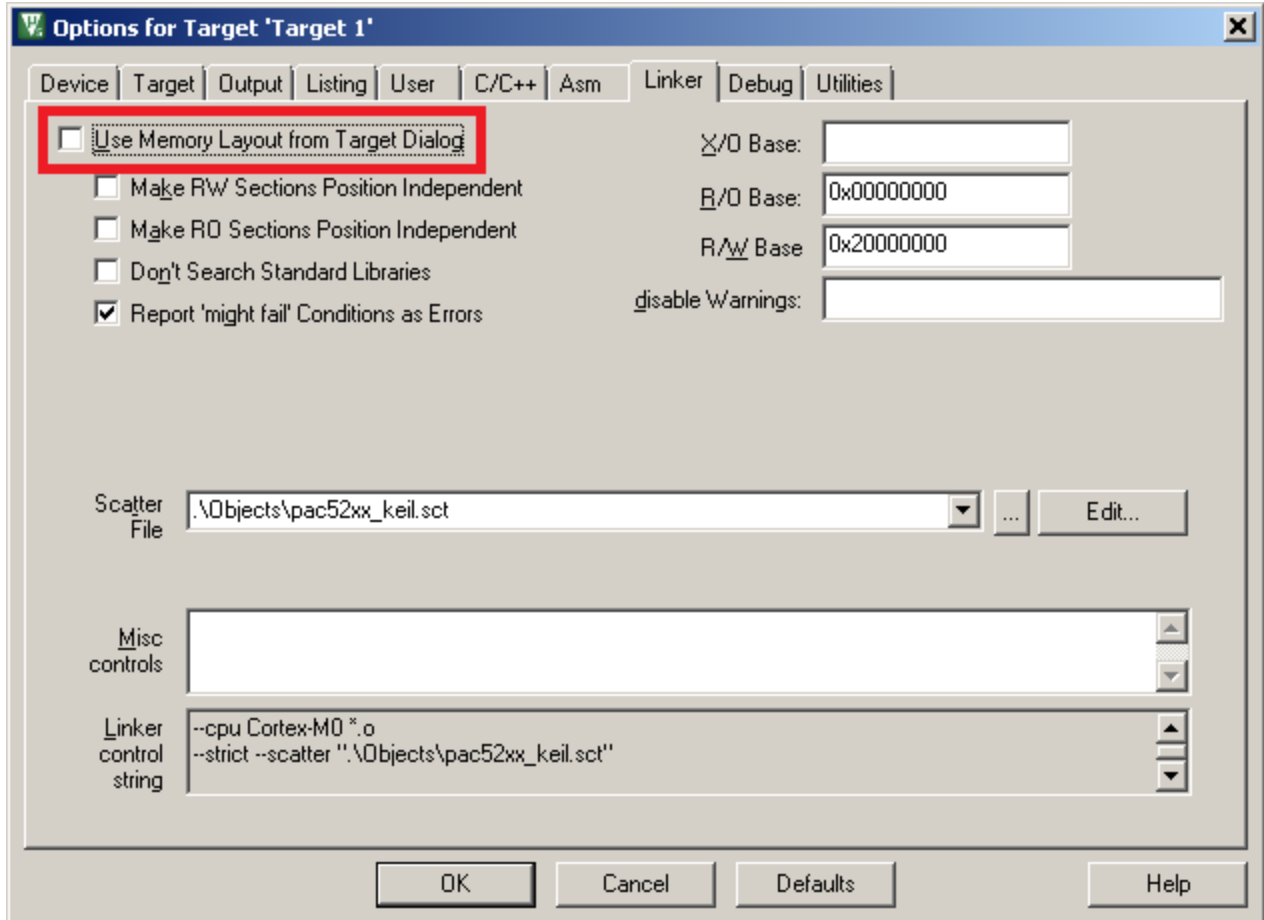 Options for Target 'Target 1'
Device Target Output Listing User C/C++ Asm Linker Debug Utilities
Use Memory Layout from Target Dialog
Make RW Sections Position Independent
Make RO Sections Position Independent
Don't Search Standard Libraries
Report 'might fail' Conditions as Errors
X/O Base:
R/O Base: 0x00000000
R/W Base 0x20000000
disable Warnings:
Scatter
File
.\Objects\pac52xx_keil.sct
...
Edit...
Misc
controls
Linker
control
string
--cpu Cortex-M0 *.o
--strict --scatter ".\Objects\pac52xx_keil.sct"
OK Cancel Defaults Help